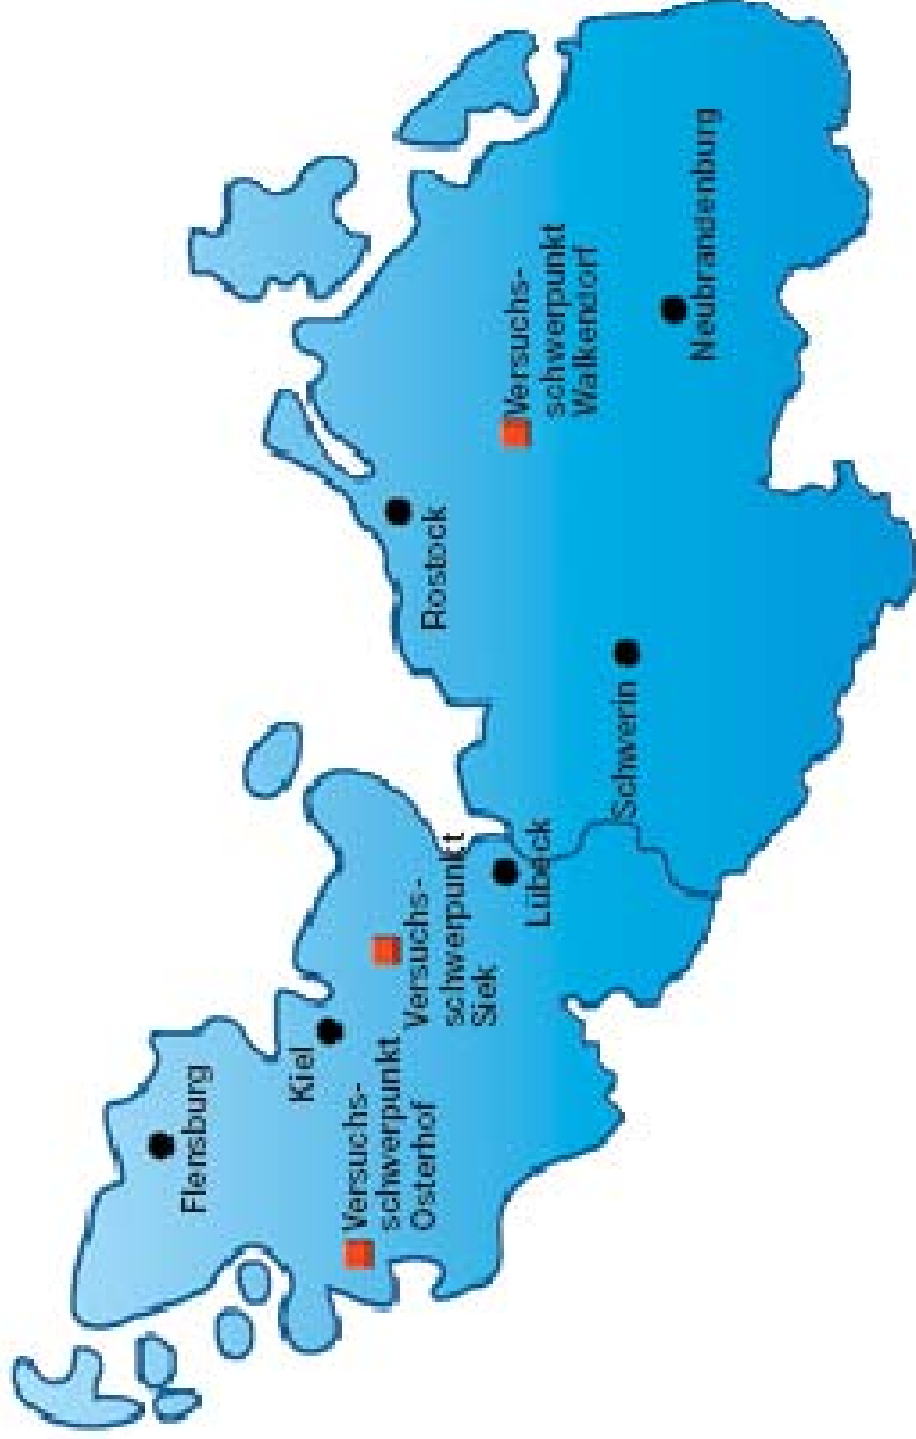 Flensburg
Kiel
Versuchs-
schwerpunkt
Osterhof
Versuchs-
schwerpunkt
Siek
Lübeck
Rostock
Schwerin
Versuchs-
schwerpunkt
Walkendorf
Neubrandenburg